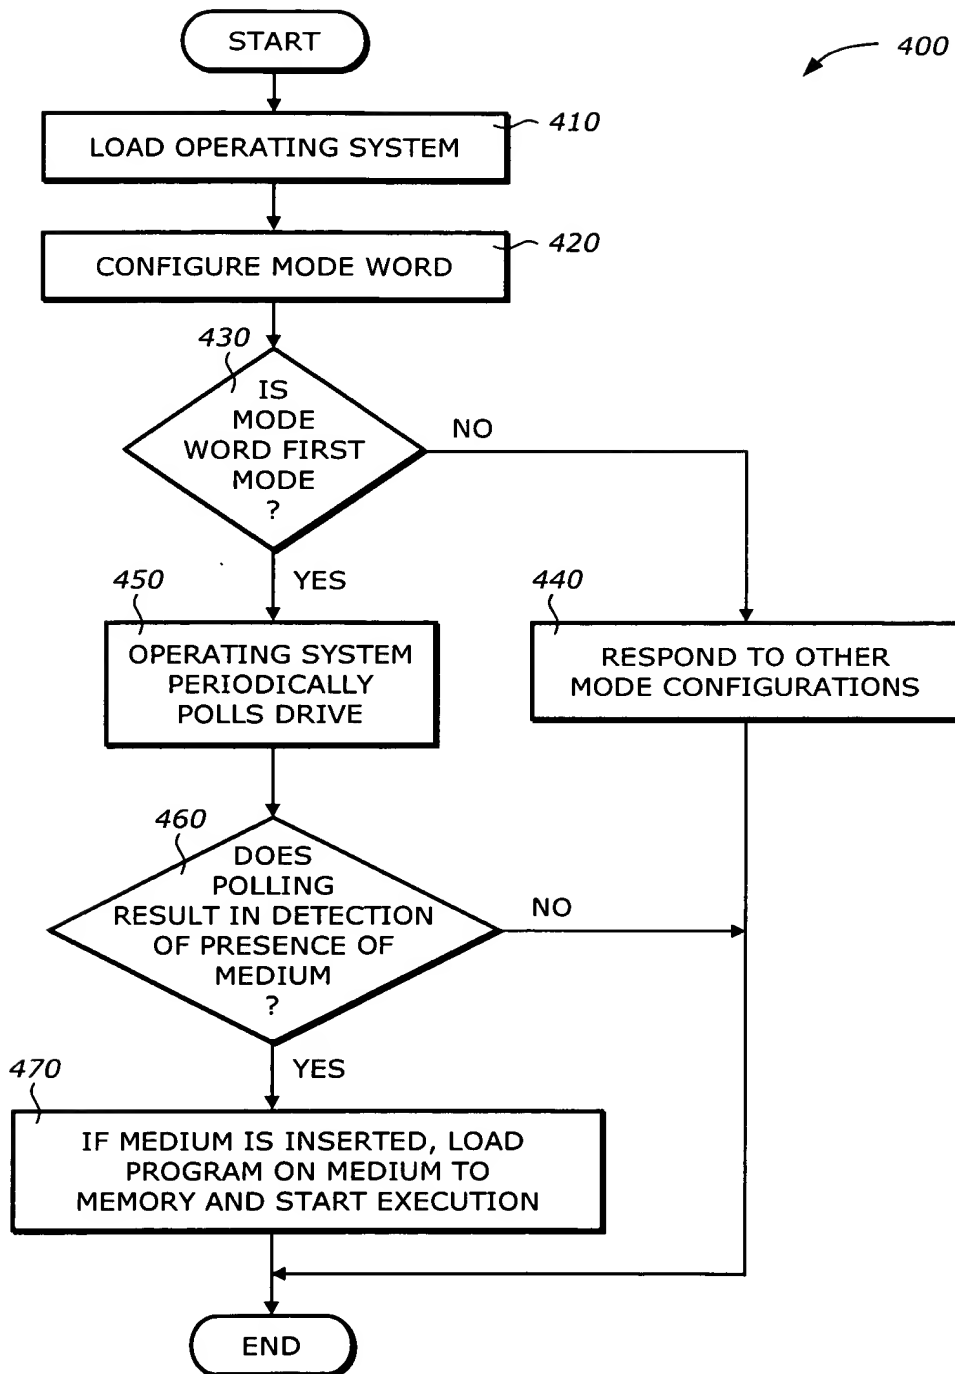 START
400
LOAD OPERATING SYSTEM
410
CONFIGURE MODE WORD
420
430
IS
MODE
WORD FIRST
MODE
?
NO
YES
450
OPERATING SYSTEM
PERIODICALLY
POLLS DRIVE
440
RESPOND TO OTHER
MODE CONFIGURATIONS
460
DOES
POLLING
RESULT IN DETECTION
OF PRESENCE OF
MEDIUM
?
NO
YES
470
IF MEDIUM IS INSERTED, LOAD
PROGRAM ON MEDIUM TO
MEMORY AND START EXECUTION
END